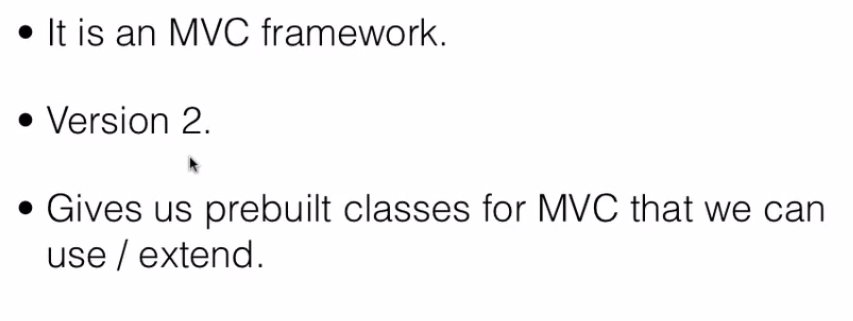 • It is an MVC framework.
• Version 2.
• Gives us prebuilt classes for MVC that we can
use / extend.